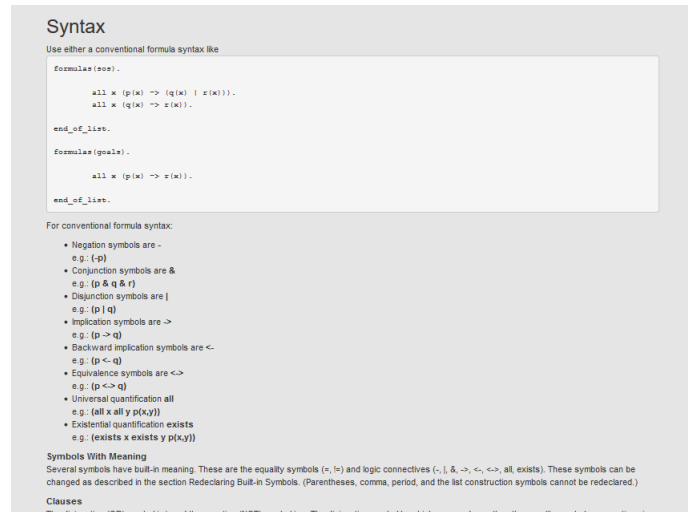 Syntax
Use either a conventional formula syntax like
formulas(sos).
all x (p(x) -> (q(x) | r(x))).
all x (q(x) -> r(x)).
end_of_list.
formulas(goals).
all x (p(x) -> r(x)).
end_of_list.
For conventional formula syntax:
• Negation symbols are -
e.g.: (-p)
• Conjunction symbols are &
e.g.: (p & q & r)
• Disjunction symbols are |
e.g.: (p | q)
• Implication symbols are ->
e.g.: (p -> q)
• Backward implication symbols are <-
e.g.: (p <- q)
• Equivalence symbols are <->
e.g.: (p <-> q)
• Universal quantification all
e.g.: (all x all y p(x,y))
• Existential quantification exists
e.g.: (exists x exists y p(x,y))
Symbols With Meaning
Several symbols have built-in meaning. These are the equality symbols (=, !=) and logic connectives (-, |, &, ->, <-, <->, all, exists). These symbols can be
changed as described in the section Redeclaring Built-in Symbols. (Parentheses, comma, period, and the list construction symbols cannot be redeclared.)
Clauses